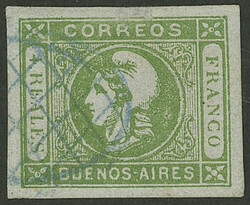 CORREOS
4 REALES
FRANCO
BUENOS-AIRES